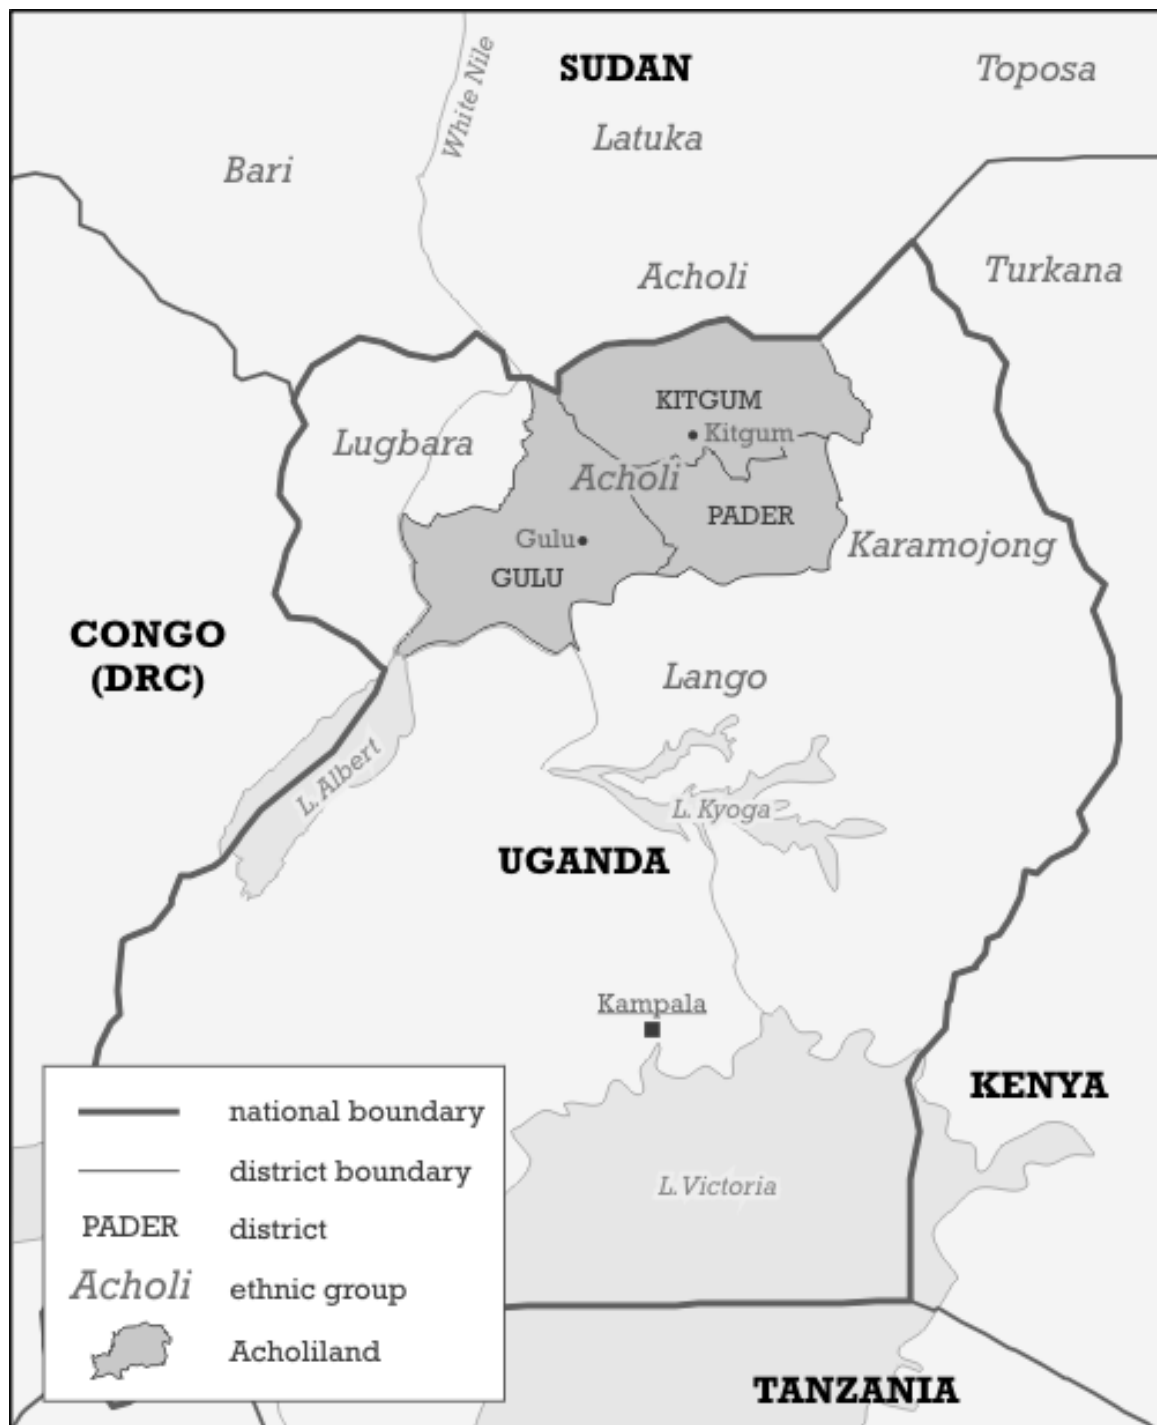 SUDAN
Toposa
White Nile
Latuka
Bari
Acholi
Turkana
KITGUM
Kitgum
Lugbara
Acholi
PADER
Gulu
GULU
Karamojong
CONGO
(DRC)
Lango
L. Albert
L. Kyoga
UGANDA
Kampala
KENYA
L. Victoria
TANZANIA
national boundary
district boundary
PADER district
Acholi ethnic group
Acholiland